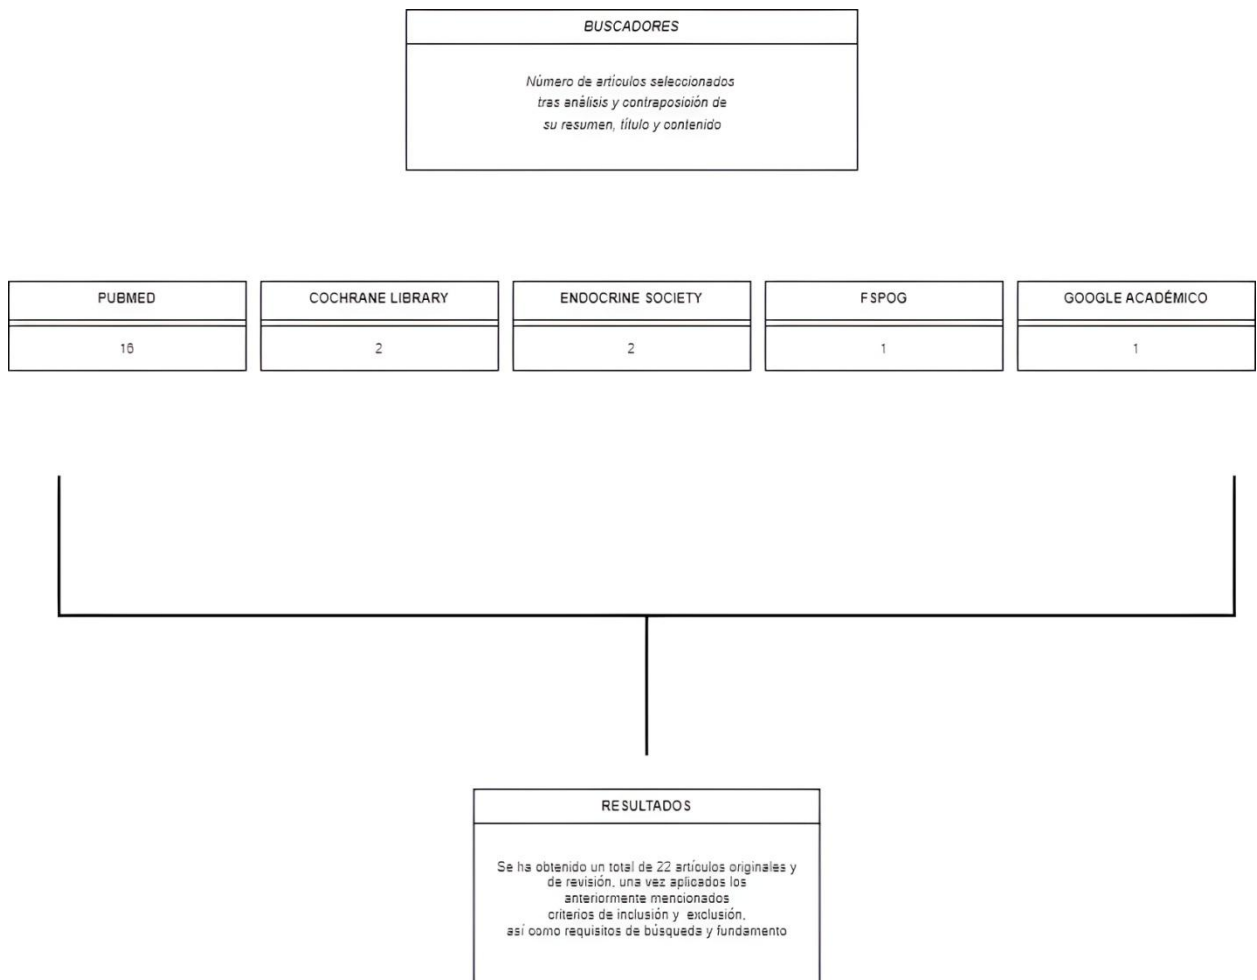 BUSCADORES
Número de artículos seleccionados
tras análisis y contraposición de
su resumen, título y contenido
PUBMED
COCHRANE LIBRARY
ENDOCRINE SOCIETY
FSPOG
GOOGLE ACADÉMICO
16
2
2
1
1
RESULTADOS
Se ha obtenido un total de 22 artículos originales y
de revisión, una vez aplicados los
anteriormente mencionados
criterios de inclusión y exclusión,
así como requisitos de búsqueda y fundamento